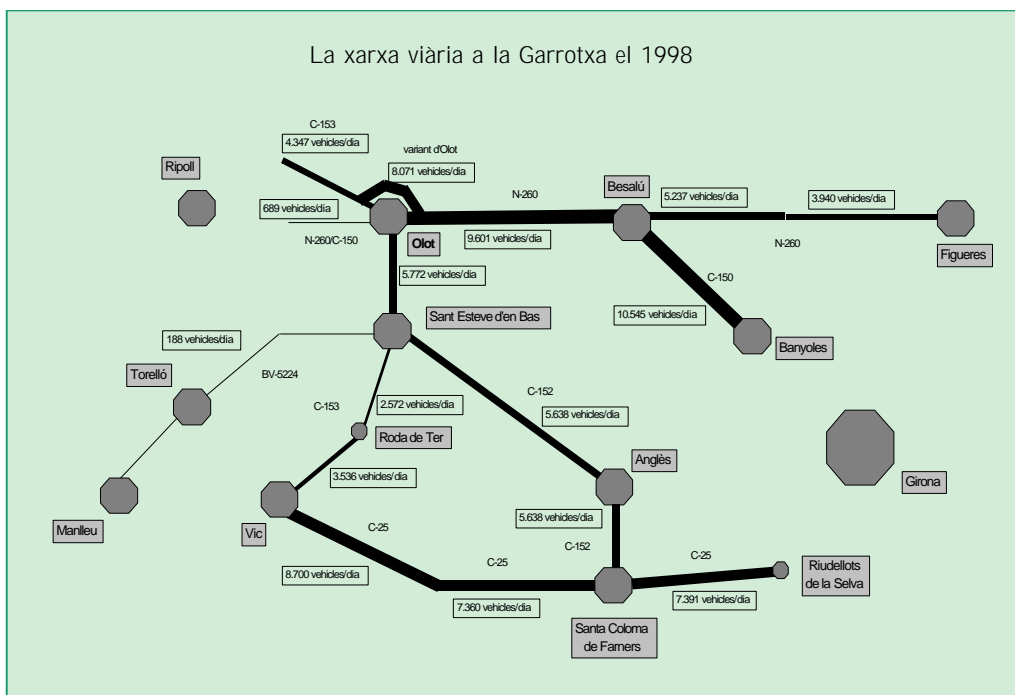 La xarxa viària a la Garrotxa el 1998
C-153
4.347 vehicles/dia
variant d'Olot
8.071 vehicles/dia
Ripoll
Besalú
N-260
5.237 vehicles/dia
3.940 vehicles/dia
689 vehicles/dia
N-260/C-150
Olot
9.601 vehicles/dia
N-260
Figueres
5.772 vehicles/dia
C-150
10.545 vehicles/dia
Sant Esteve d'en Bas
Banyoles
188 vehicles/dia
Torelló
BV-5224
C-153
2.572 vehicles/dia
C-152
5.638 vehicles/dia
Roda de Ter
Anglès
3.536 vehicles/dia
Girona
Manlleu
Vic
5.638 vehicles/dia
C-25
C-152
C-25
C-25
8.700 vehicles/dia
7.360 vehicles/dia
7.391 vehicles/dia
Riudellots
de la Selva
Santa Coloma
de Farners